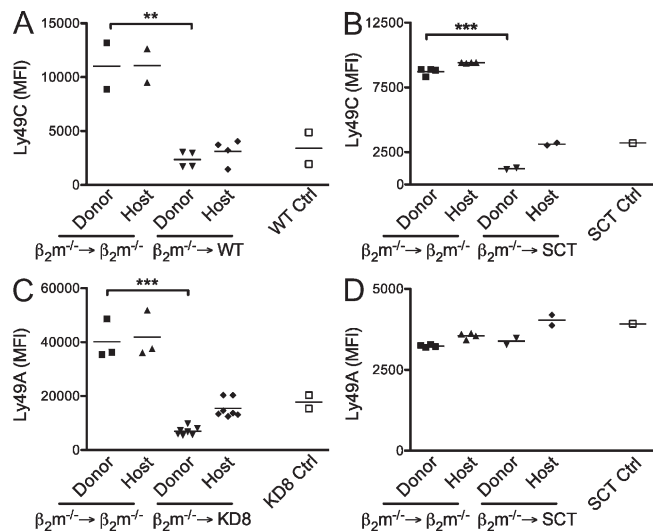 A
B
15000
10000
5000
0
Ly49C (MFI)
**
Donor
Host
Donor
Host
WT Ctrl
β₂m⁻/⁻→ β₂m⁻/⁻
β₂m⁻/⁻→ WT
12500
7500
2500
0
Ly49C (MFI)
***
Donor
Host
Donor
Host
SCT Ctrl
β₂m⁻/⁻→ β₂m⁻/⁻
β₂m⁻/⁻→ SCT
C
D
60000
40000
20000
0
Ly49A (MFI)
***
Donor
Host
Donor
Host
KD8 Ctrl
β₂m⁻/⁻→ β₂m⁻/⁻
β₂m⁻/⁻→ KD8
5000
2500
0
Ly49A (MFI)
Donor
Host
Donor
Host
SCT Ctrl
β₂m⁻/⁻→ β₂m⁻/⁻
β₂m⁻/⁻→SCT